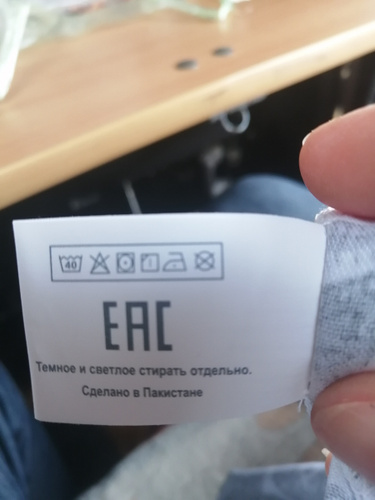 40
EAC
Темное и светлое стирать отдельно.
Сделано в Пакистане